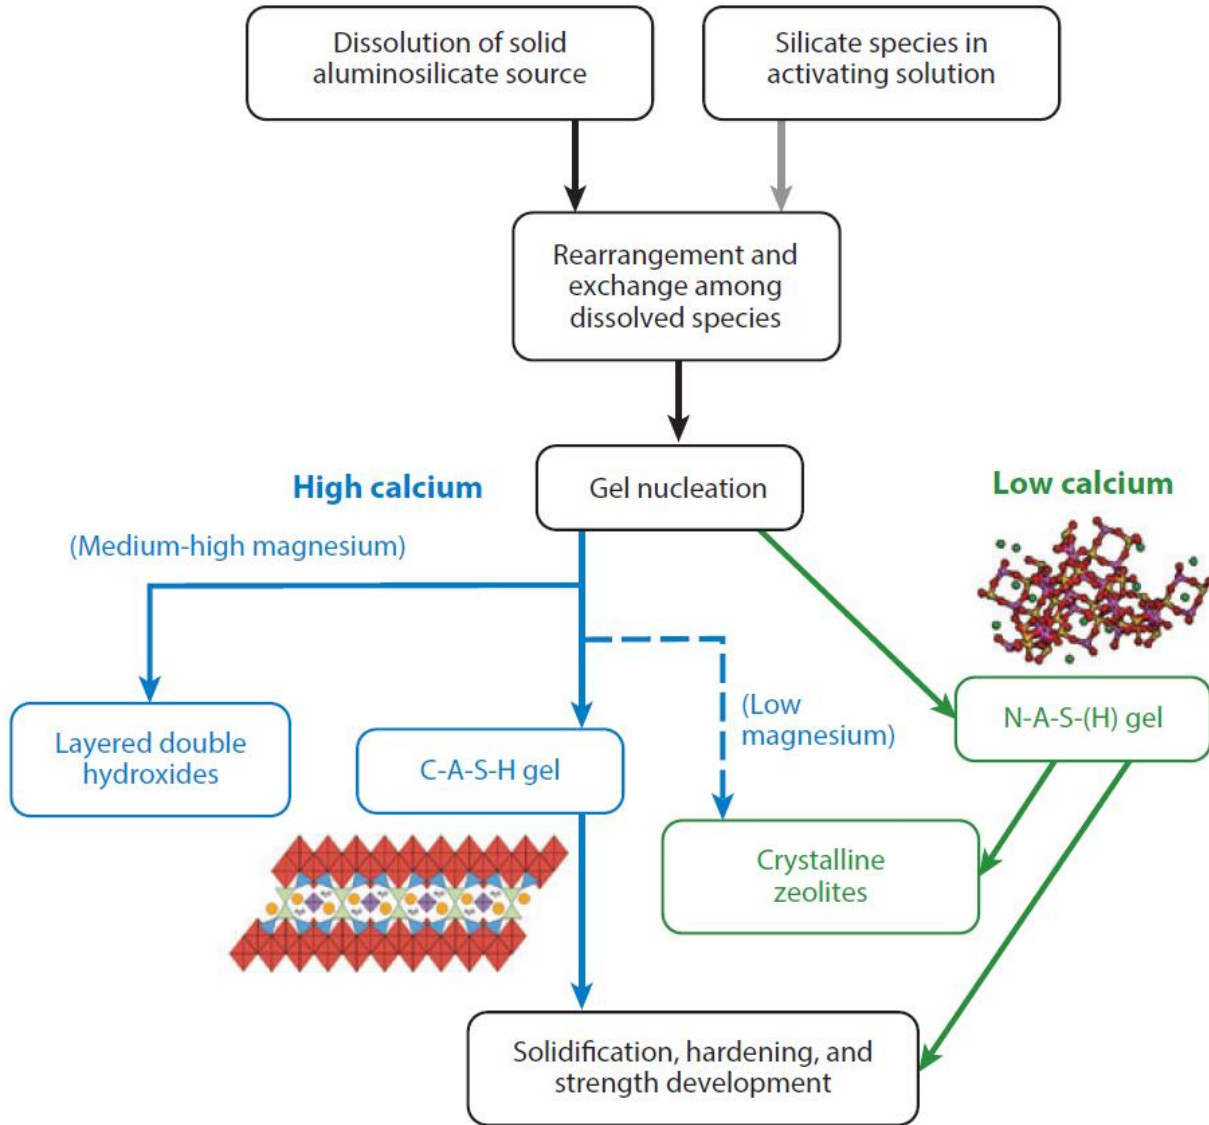 Dissolution of solid
aluminosilicate source
Silicate species in
activating solution
Rearrangement and
exchange among
dissolved species
High calcium
Gel nucleation
Low calcium
(Medium-high magnesium)
Layered double
hydroxides
C-A-S-H gel
(Low
magnesium)
N-A-S-(H) gel
Crystalline
zeolites
Solidification, hardening, and
strength development